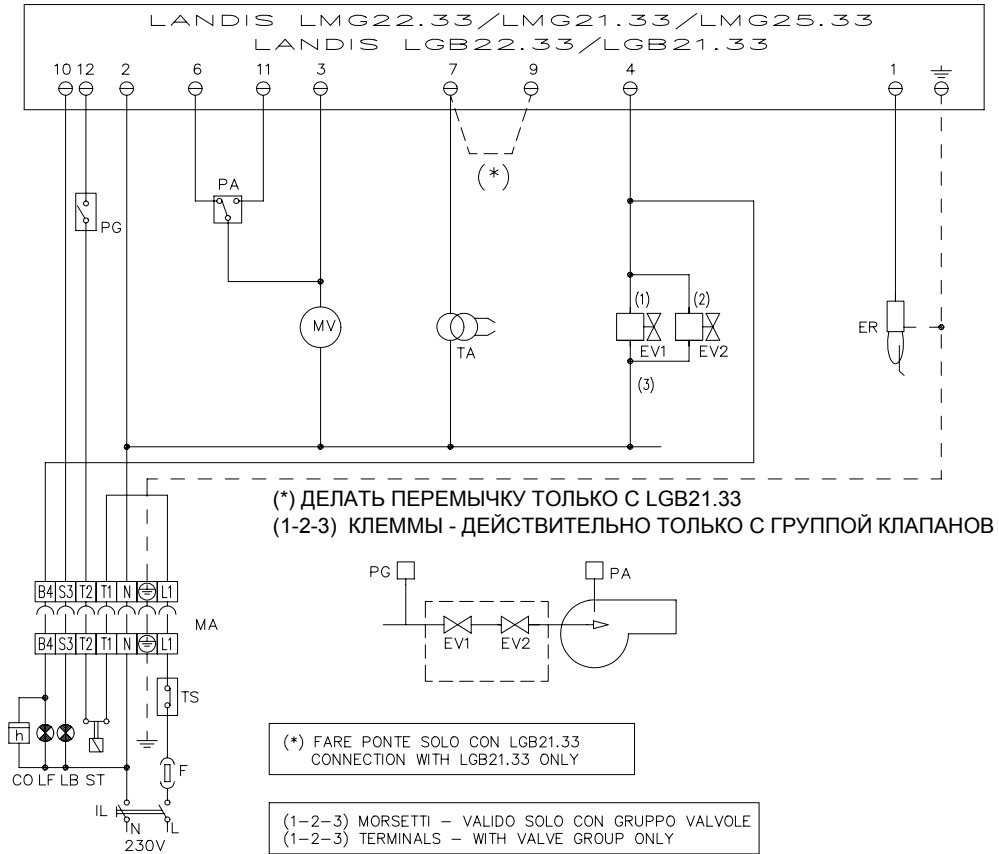 LANDIS LMG22.33/LMG21.33/LMG25.33
LANDIS LGB22.33/LGB21.33
10 12 2 6 11 3 7 9 4 1
(*)
PA
PG
MV
TA
(1) (2)
EV1 EV2
(3)
ER
(*) ДЕЛАТЬ ПЕРЕМЫЧКУ ТОЛЬКО С LGB21.33
(1-2-3) КЛЕММЫ - ДЕЙСТВИТЕЛЬНО ТОЛЬКО С ГРУППОЙ КЛАПАНОВ
B4 S3 T2 T1 N L1
MA
B4 S3 T2 T1 N L1
PG PA
EV1 EV2
TS
h
CO LF LB ST
F
IL
N L
230V
(*) FARE PONTE SOLO CON LGB21.33
CONNECTION WITH LGB21.33 ONLY
(1-2-3) MORSETTI - VALIDO SOLO CON GRUPPO VALVOLE
(1-2-3) TERMINALS - WITH VALVE GROUP ONLY